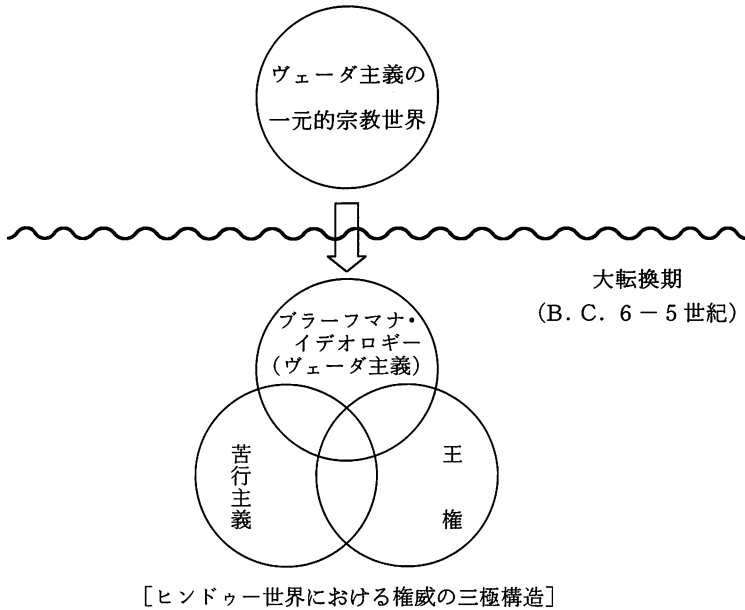 ヴェーダ主義の
一元的宗教世界
大転換期
(B. C. 6－5世紀)
ブラーフマナ・
イデオロギー
(ヴェーダ主義)
苦行主義
王権
[ヒンドゥー世界における権威の三極構造]